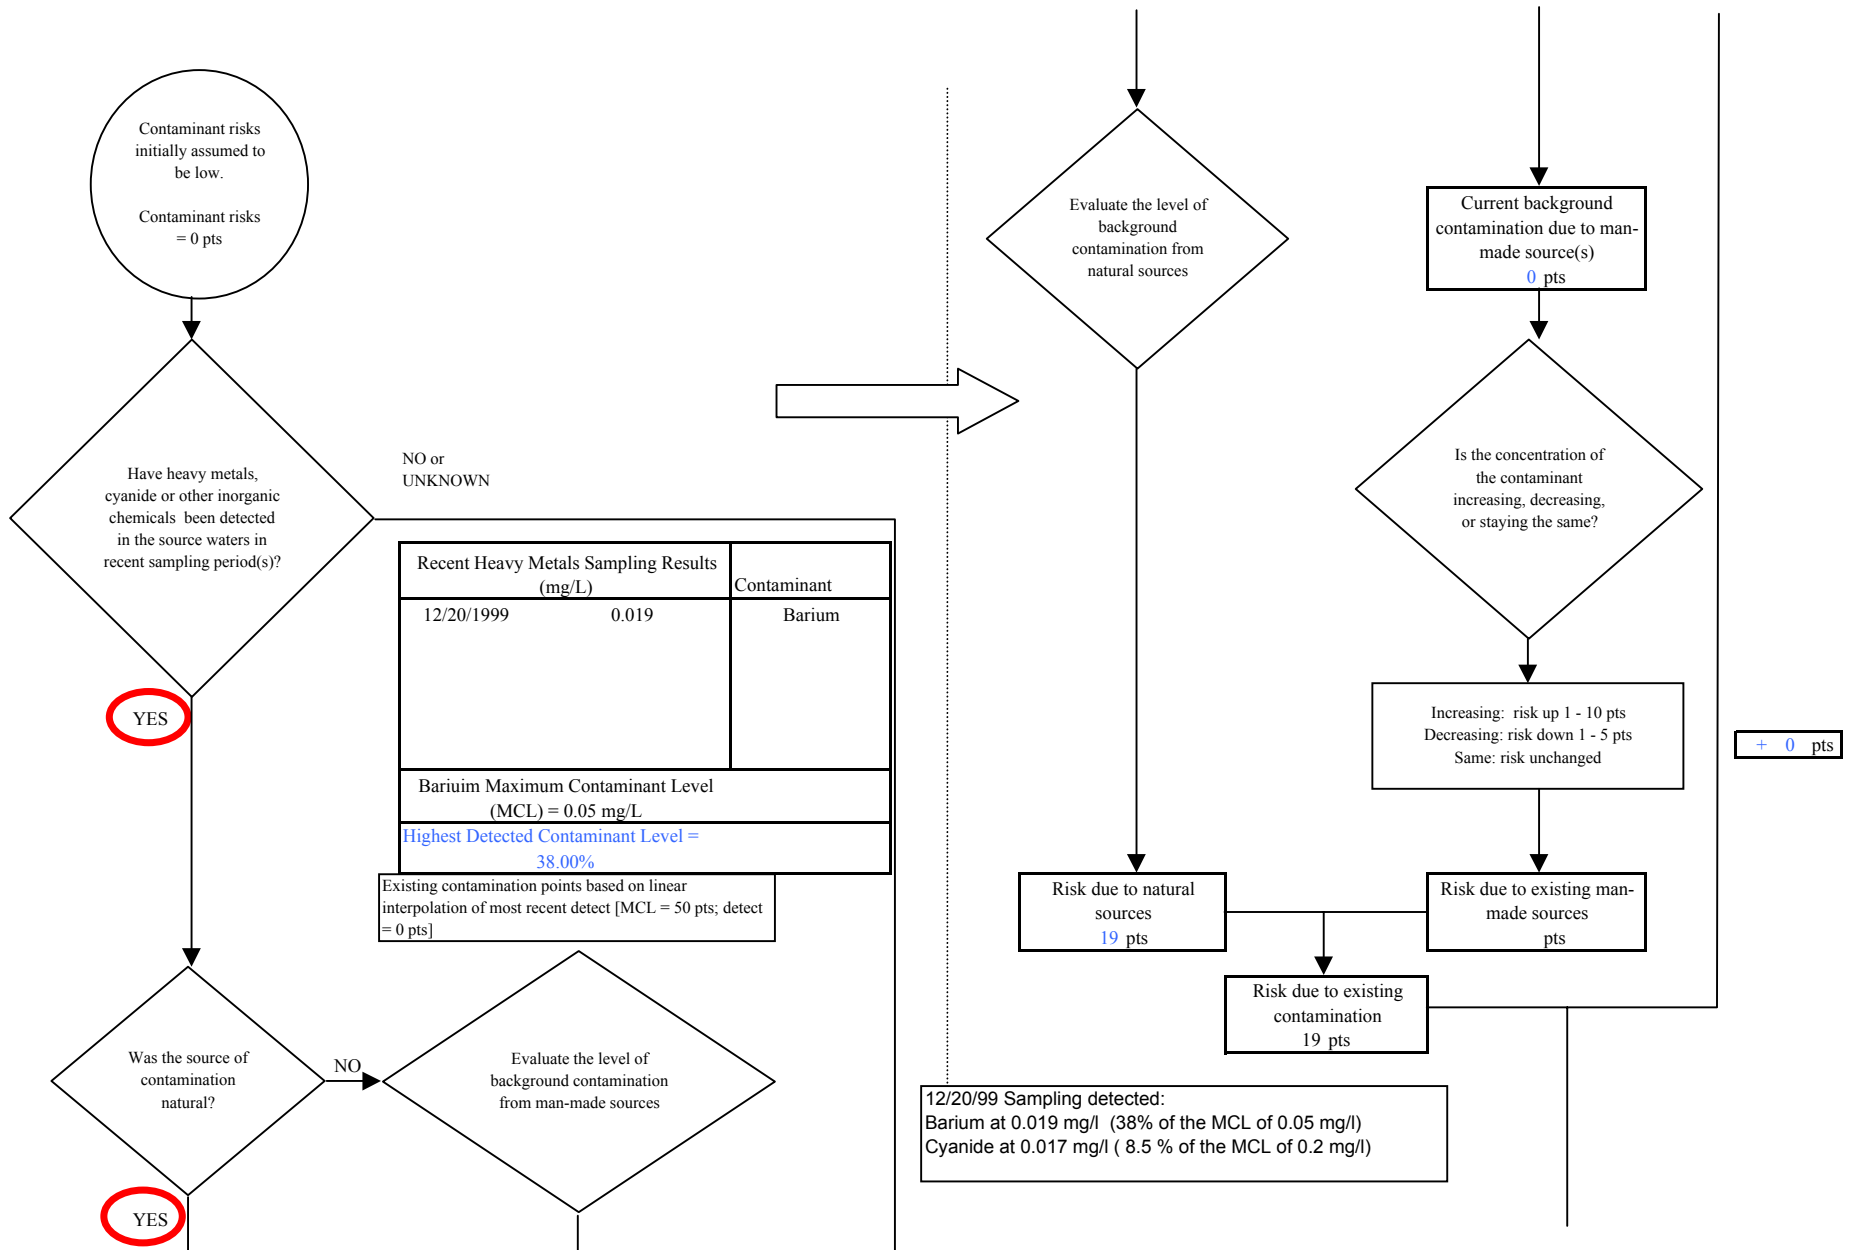 Contaminant risks
initially assumed to
be low.
Contaminant risks
= 0 pts
Have heavy metals,
cyanide or other inorganic
chemicals  been detected
in the source waters in
recent sampling period(s)?
NO or
UNKNOWN
YES
Recent Heavy Metals Sampling Results
(mg/L)
Contaminant
12/20/1999 0.019 Barium
Bariuim Maximum Contaminant Level
(MCL) = 0.05 mg/L
Highest Detected Contaminant Level =
38.00%
Existing contamination points based on linear
interpolation of most recent detect [MCL = 50 pts; detect
= 0 pts]
Was the source of
contamination
natural?
NO
YES
Evaluate the level of
background contamination
from man-made sources
Evaluate the level of
background
contamination from
natural sources
Current background
contamination due to man-
made source(s)
0 pts
Is the concentration of
the contaminant
increasing, decreasing,
or staying the same?
Increasing:  risk up 1 - 10 pts
Decreasing: risk down 1 - 5 pts
Same: risk unchanged
+ 0 pts
Risk due to natural
sources
19 pts
Risk due to existing man-
made sources
pts
Risk due to existing
contamination
19 pts
12/20/99 Sampling detected:
Barium at 0.019 mg/l  (38% of the MCL of 0.05 mg/l)
Cyanide at 0.017 mg/l ( 8.5 % of the MCL of 0.2 mg/l)